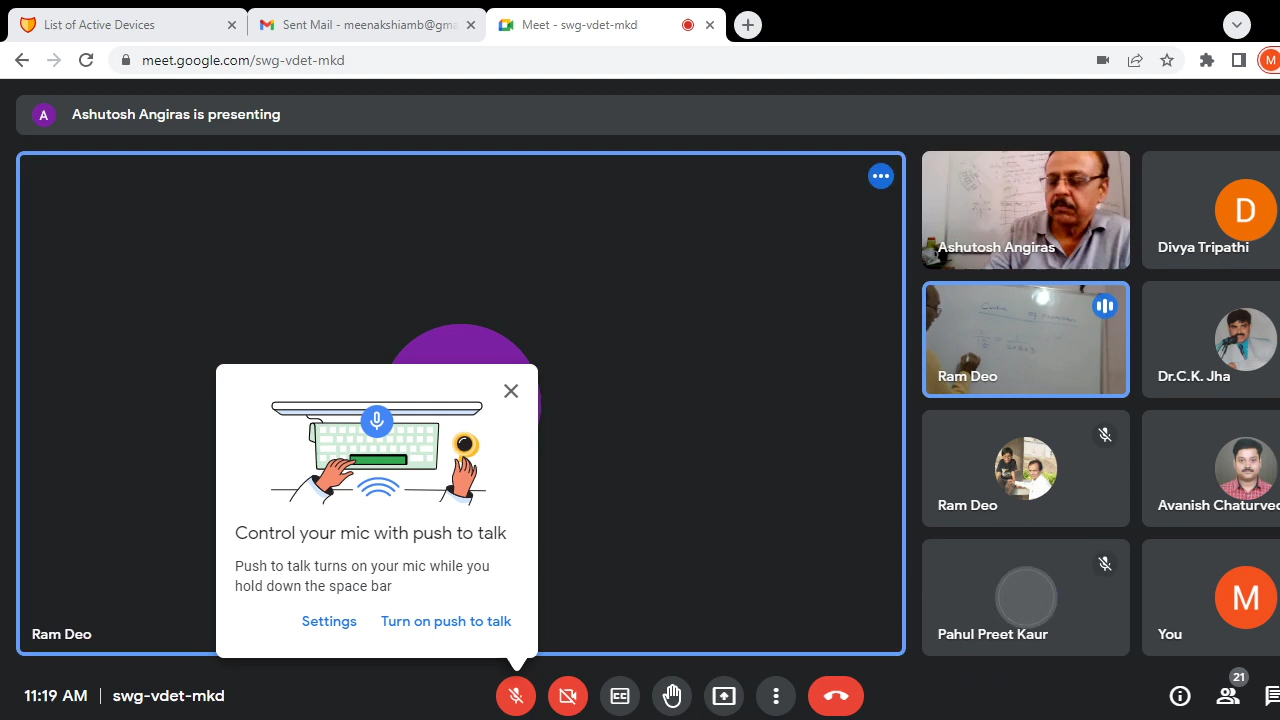 List of Active Devices
Sent Mail - meenakshiamb@gma
Meet - swg-vdet-mkd
meet.google.com/swg-vdet-mkd
M
A
Ashutosh Angiras is presenting
Ashutosh Angiras
D
Divya Tripathi
Ram Deo
Dr.C.K. Jha
Ram Deo
Avanish Chaturved
Pahul Preet Kaur
M
You
Control your mic with push to talk
Push to talk turns on your mic while you
hold down the space bar
Settings Turn on push to talk
Ram Deo
11:19 AM | swg-vdet-mkd
21